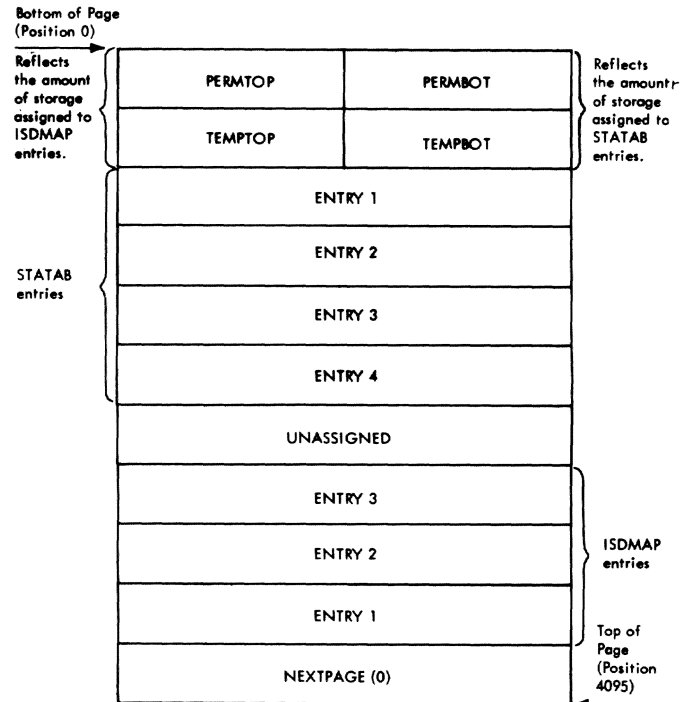 Bottom of Page
(Position 0)
Reflects
the amount
of storage
assigned to
ISDMAP
entries.
PERMTOP
PERMBOT
TEMPTOP
TEMPBOT
Reflects
the amount
of storage
assigned to
STATAB
entries.
ENTRY 1
ENTRY 2
STATAB
entries
ENTRY 3
ENTRY 4
UNASSIGNED
ENTRY 3
ENTRY 2
ISDMAP
entries
ENTRY 1
Top of
Page
(Position
4095)
NEXTPAGE (0)